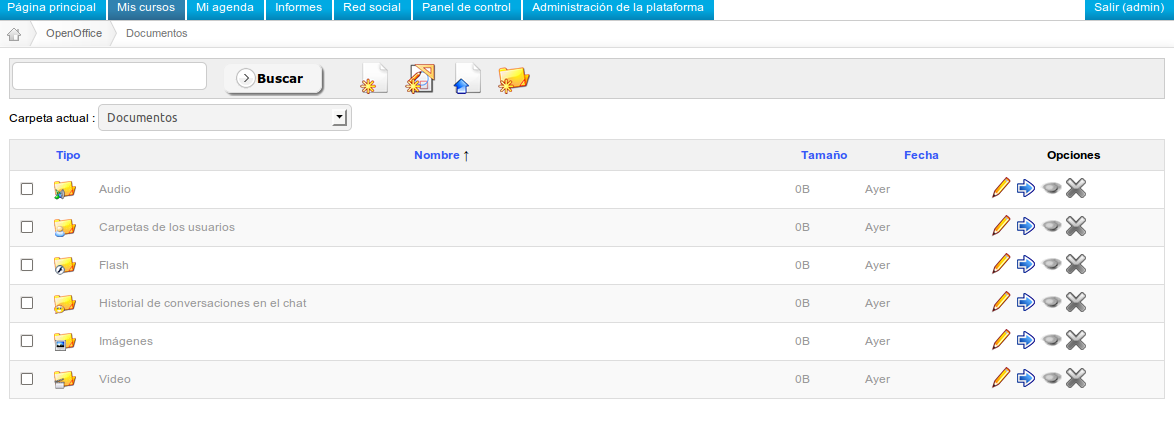 Página principal Mis cursos Mi agenda Informes Red social Panel de control Administración de la plataforma Salir (admin)
OpenOffice Documentos
Buscar
Carpeta actual : Documentos
Tipo Nombre ↑ Tamaño Fecha Opciones
Audio 0B Ayer
Carpetas de los usuarios 0B Ayer
Flash 0B Ayer
Historial de conversaciones en el chat 0B Ayer
Imágenes 0B Ayer
Video 0B Ayer